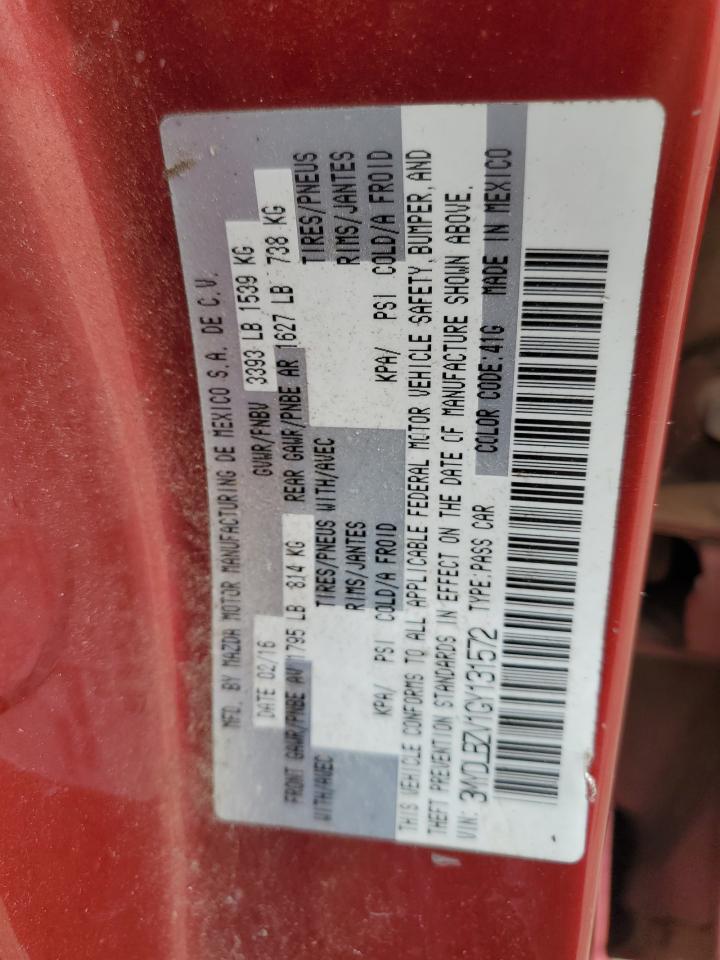 MFD. BY MAZDA MOTOR MANUFACTURING DE MEXICO S.A. DE C.V.
DATE 02/16 GVWR/PNBV 3393 LB 1539 KG
FRONT GAWR/PNBE AV 1795 LB 814 KG REAR GAWR/PNBE AR 1627 LB 738 KG
WITH/AVEC TIRES/PNEUS WITH/AVEC TIRES/PNEUS
RIMS/JANTES RIMS/JANTES
KPA/ PSI COLD/A FROID KPA/ PSI COLD/A FROID
THIS VEHICLE CONFORMS TO ALL APPLICABLE FEDERAL MOTOR VEHICLE SAFETY, BUMPER, AND
THEFT PREVENTION STANDARDS IN EFFECT ON THE DATE OF MANUFACTURE SHOWN ABOVE.
VIN: 3MYDLBZV1GY131572 TYPE:PASS CAR COLOR CODE:41G MADE IN MEXICO